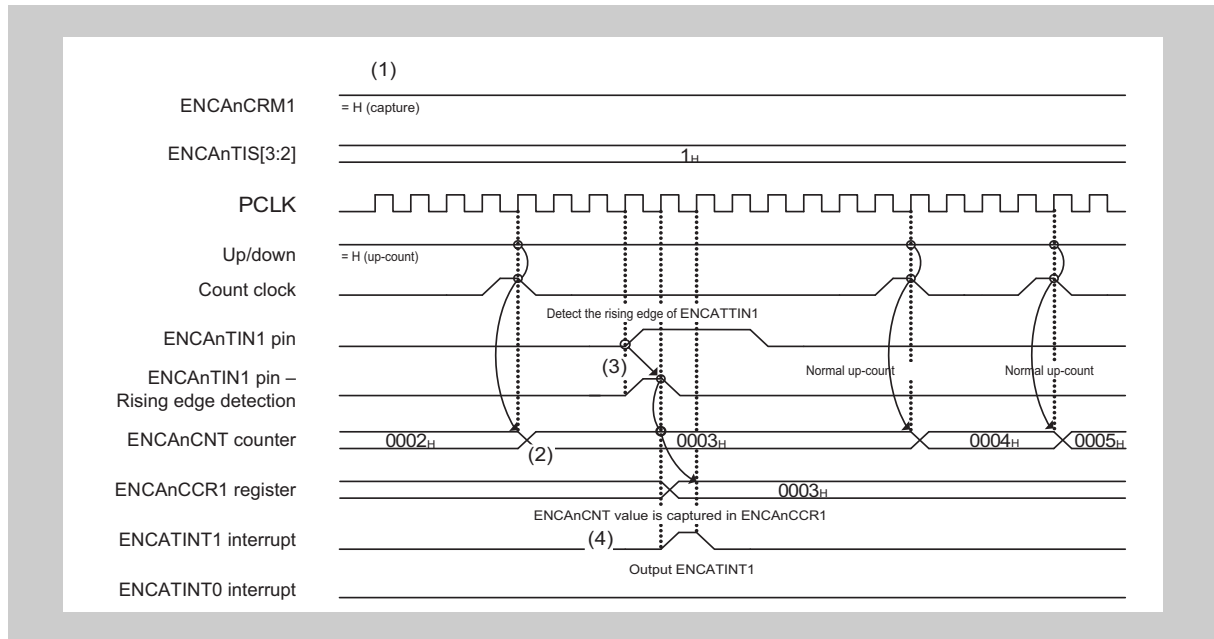 (1)
ENCAnCRM1 = H (capture)
ENCAnTIS[3:2] 1H
PCLK
Up/down = H (up-count)
Count clock
Detect the rising edge of ENCATTIN1
ENCAnTIN1 pin
(3)
Normal up-count Normal up-count
ENCAnTIN1 pin –
Rising edge detection
ENCAnCNT counter 0002H 0003H 0004H 0005H
(2)
ENCAnCCR1 register 0003H
ENCAnCNT value is captured in ENCAnCCR1
ENCATINT1 interrupt (4)
Output ENCATINT1
ENCATINT0 interrupt